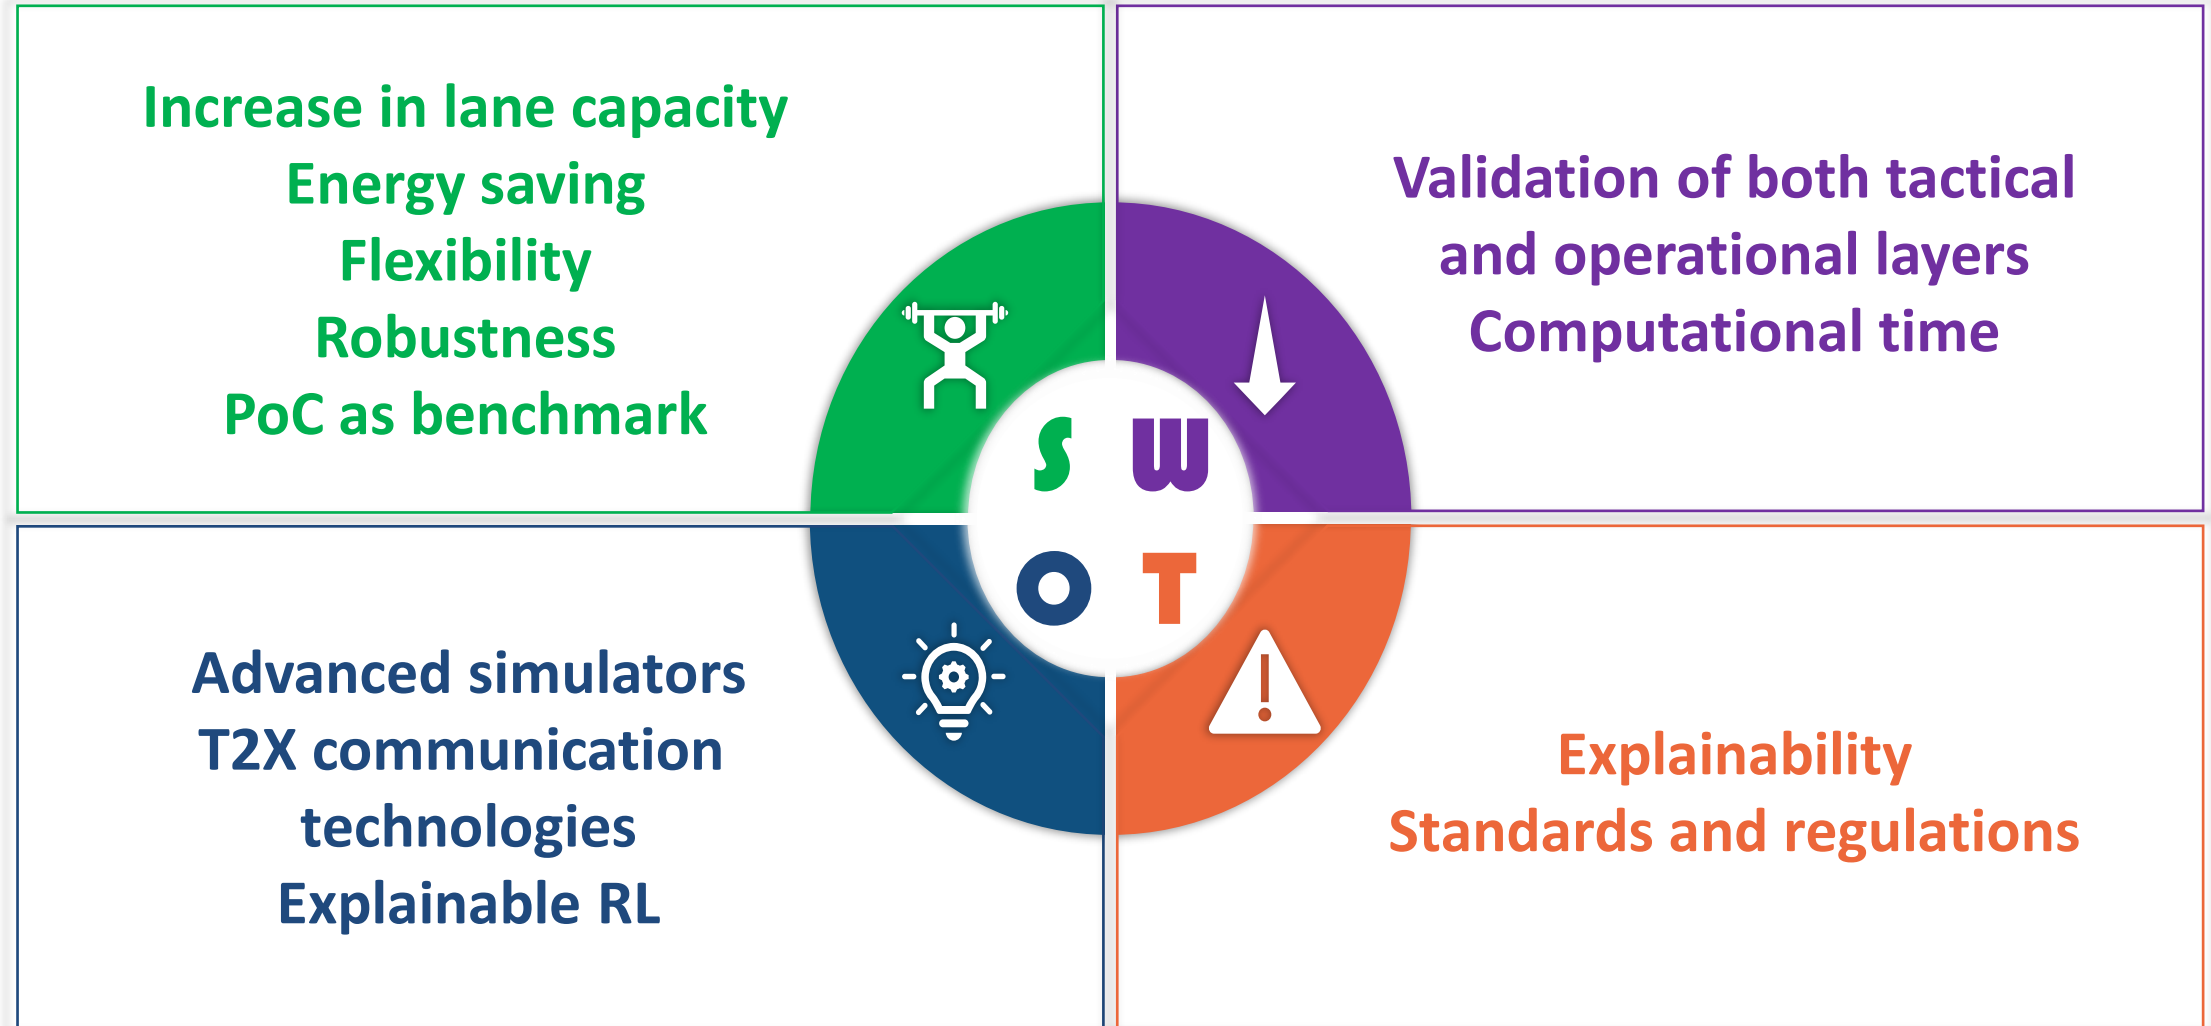 Increase in lane capacity
Energy saving
Flexibility
Robustness
PoC as benchmark
Validation of both tactical
and operational layers
Computational time
S W
O T
Advanced simulators
T2X communication
technologies
Explainable RL
Explainability
Standards and regulations